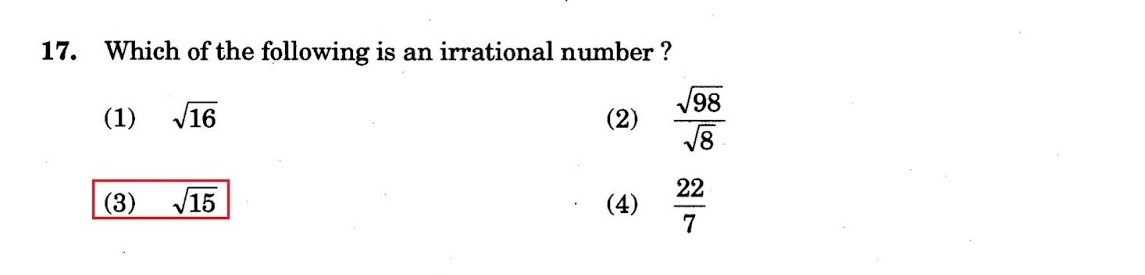 17. Which of the following is an irrational number ?
(1) √16 (2) √98/√8
(3) √15 (4) 22/7